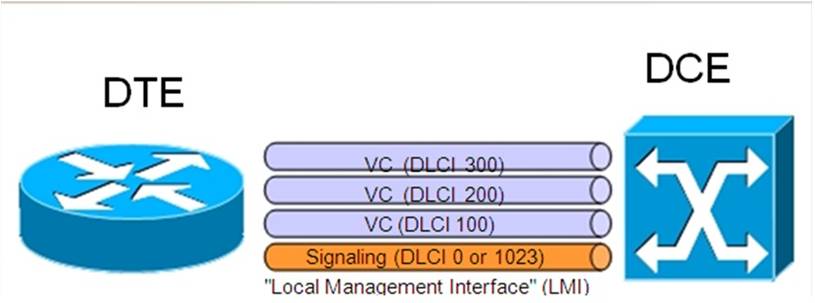 DTE
DCE
VC (DLCI 300)
VC (DLCI 200)
VC (DLCI 100)
Signaling (DLCI 0 or 1023)
"Local Management Interface" (LMI)